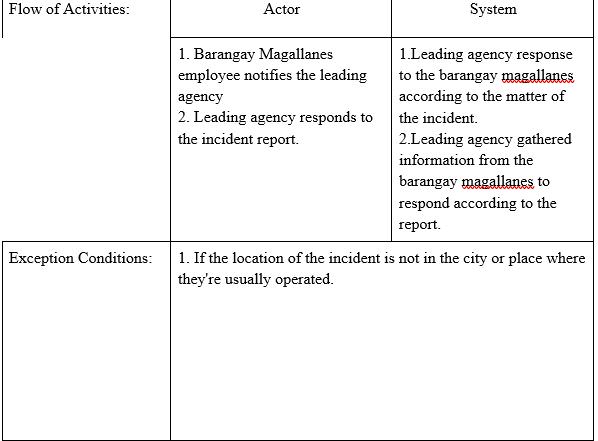 Flow of Activities:
Actor
System
1. Barangay Magallanes
employee notifies the leading
agency
2. Leading agency responds to
the incident report.
1.Leading agency response
to the barangay magallanes
according to the matter of
the incident.
2.Leading agency gathered
information from the
barangay magallanes to
respond according to the
report.
Exception Conditions:
1. If the location of the incident is not in the city or place where
they're usually operated.